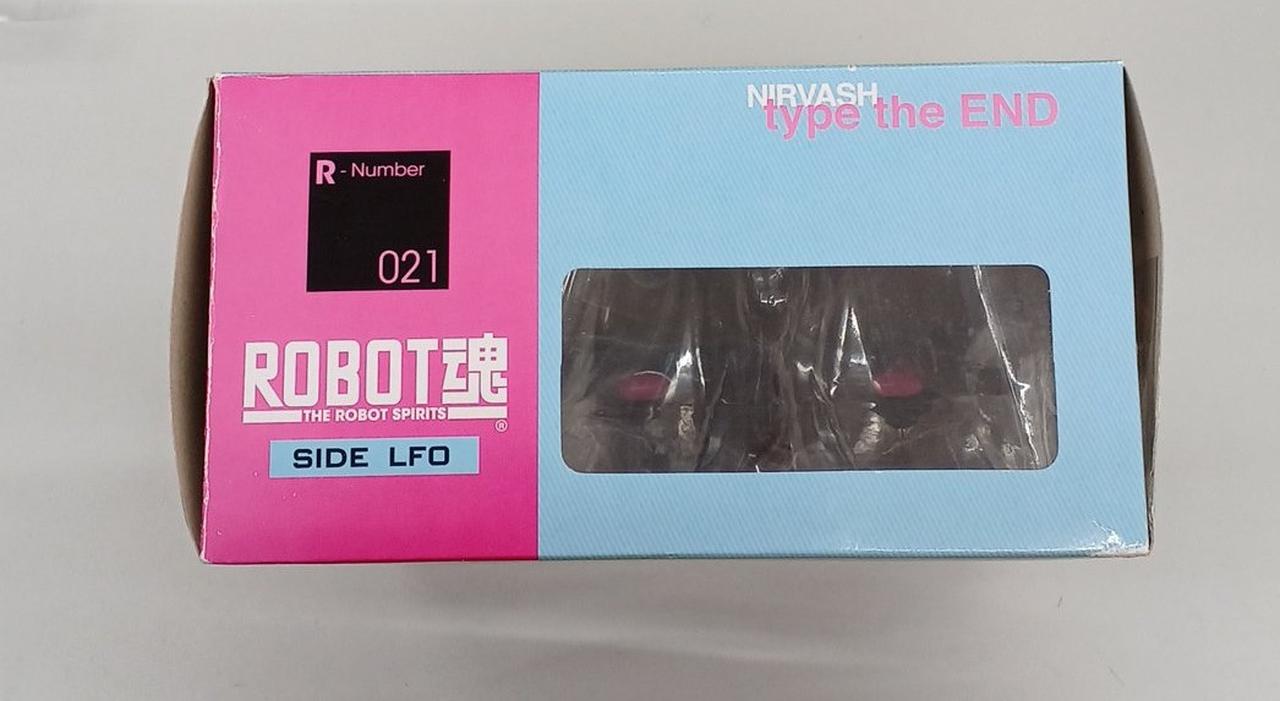 R - Number
021
ROBOT魂
THE ROBOT SPIRITS
®
SIDE LFO
NIRVASH
type the END